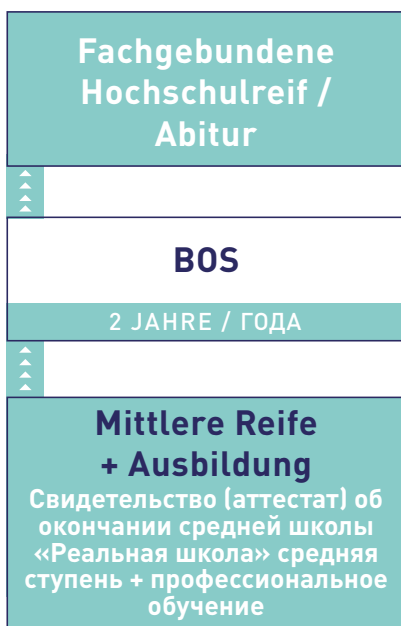 Fachgebundene
Hochschulreif /
Abitur
BOS
2 JAHRE / ГОДА
Mittlere Reife
+ Ausbildung
Свидетельство (аттестат) об
окончании средней школы
«Реальная школа» средняя
ступень + профессиональное
обучение